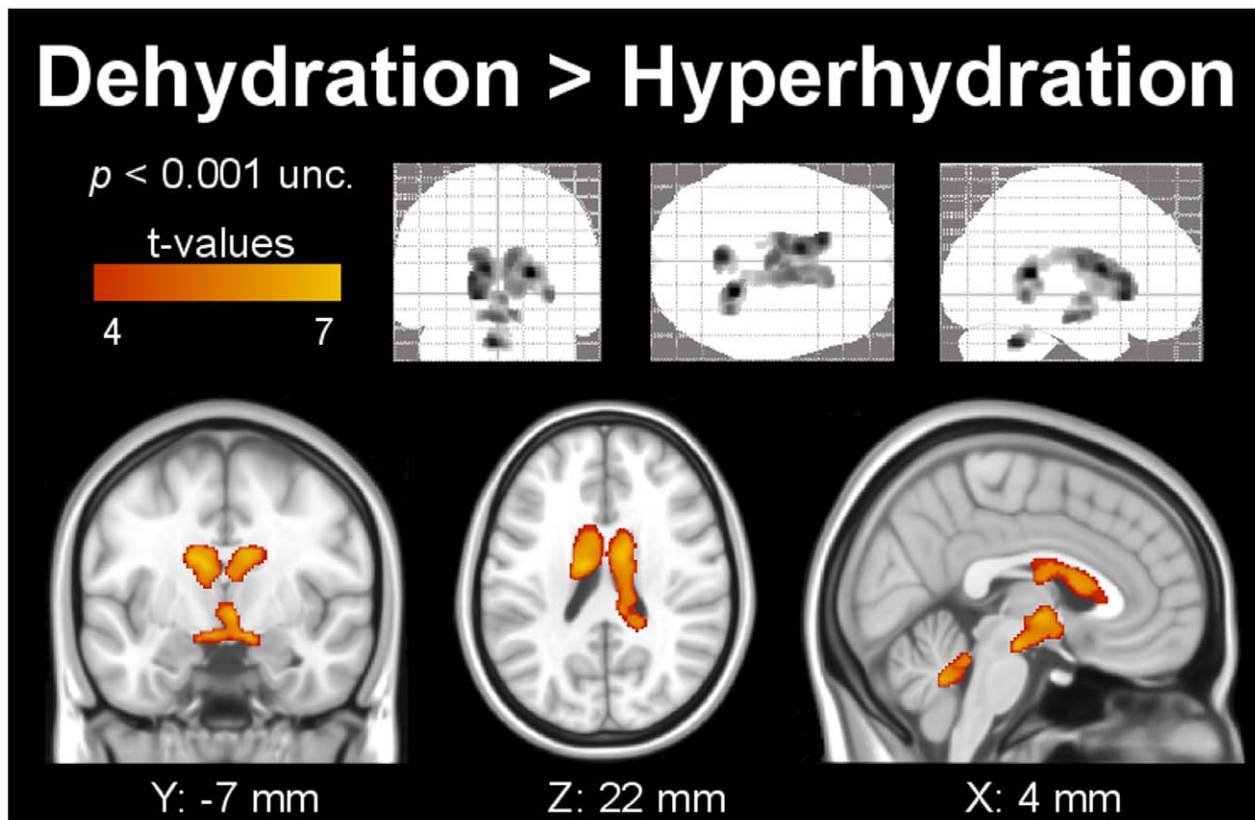 Dehydration > Hyperhydration
p < 0.001 unc.
t-values
4 7
Y: -7 mm Z: 22 mm X: 4 mm